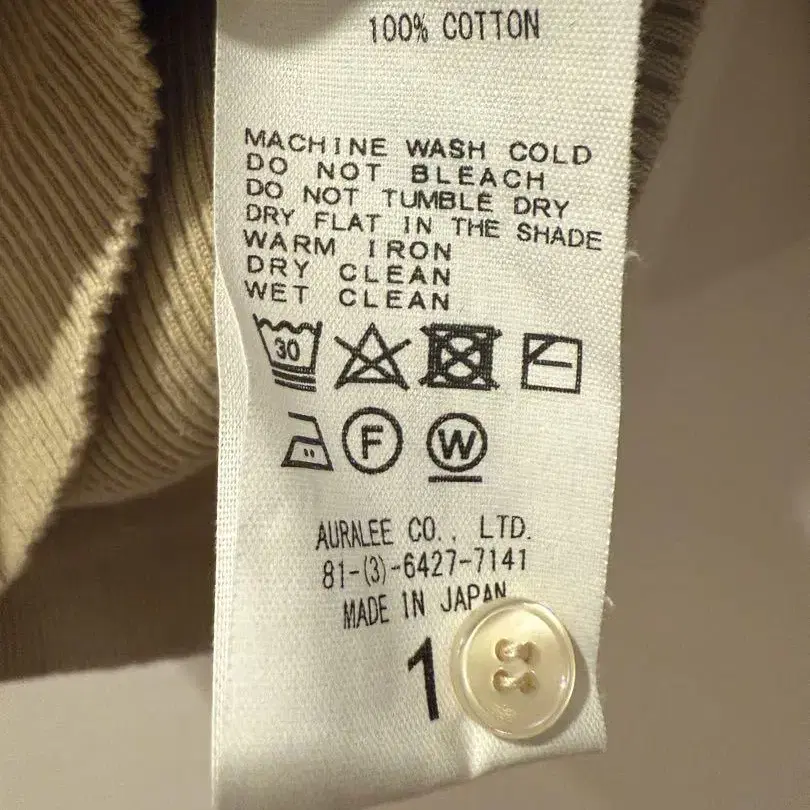 100% COTTON
MACHINE WASH COLD
DO NOT BLEACH
DO NOT TUMBLE DRY
DRY FLAT IN THE SHADE
WARM IRON
DRY CLEAN
WET CLEAN
30
F W
AURALEE CO., LTD.
81-(3)-6427-7141
MADE IN JAPAN
1